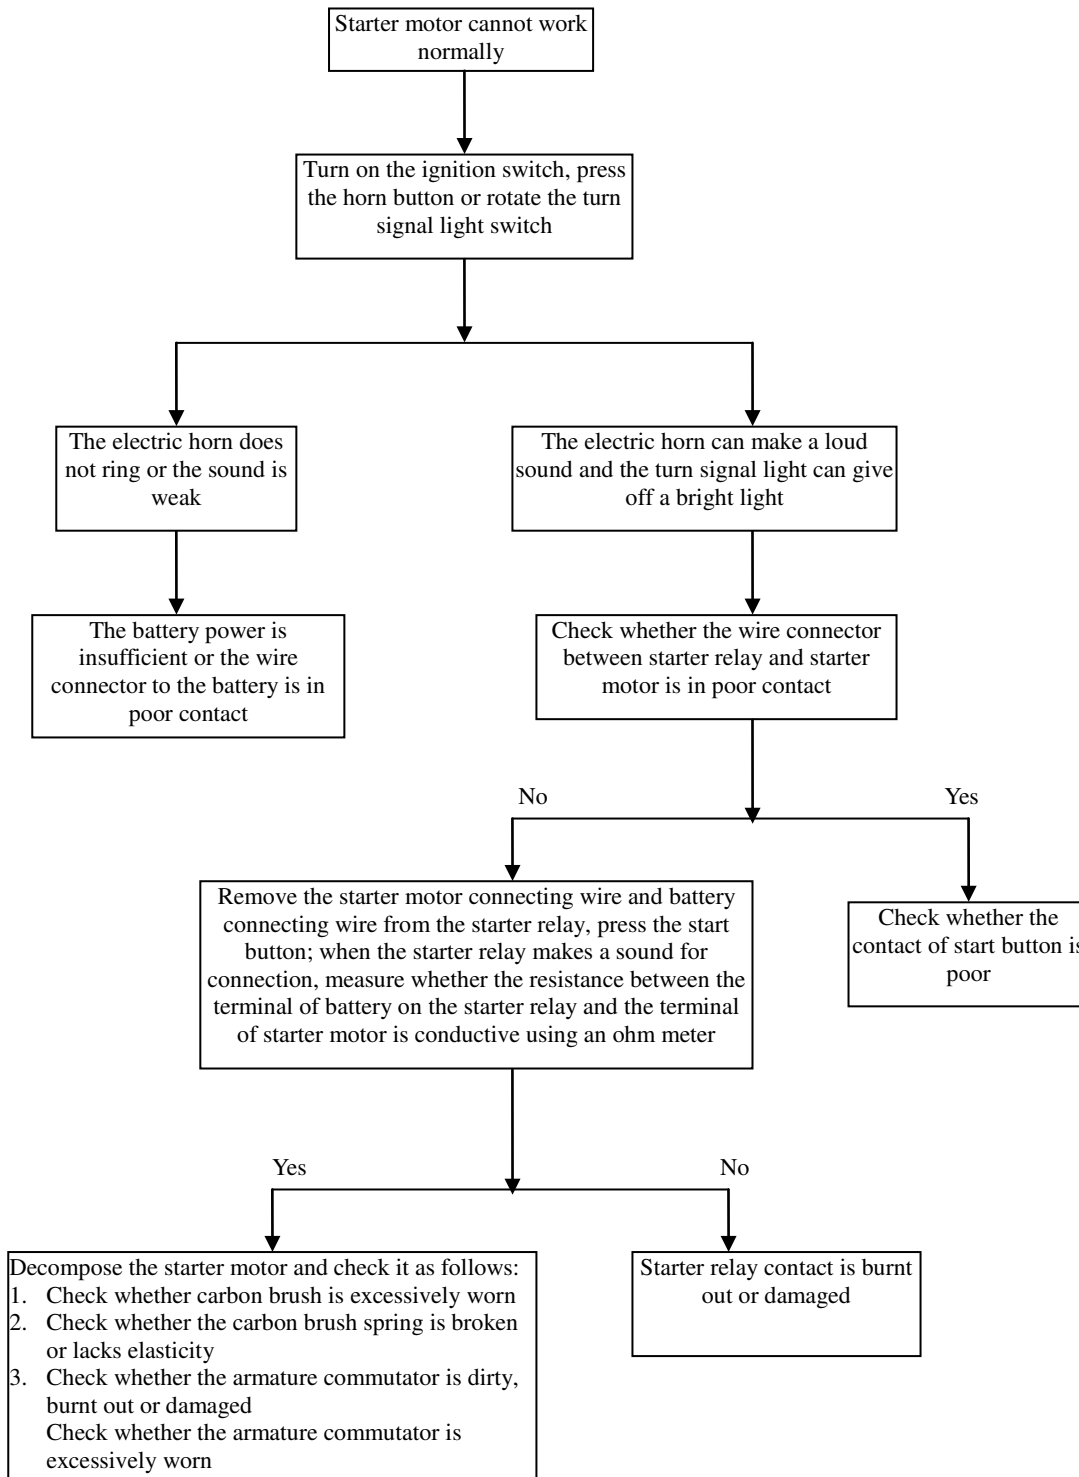 Starter motor cannot work
normally
Turn on the ignition switch, press
the horn button or rotate the turn
signal light switch
The electric horn does
not ring or the sound is
weak
The electric horn can make a loud
sound and the turn signal light can give
off a bright light
The battery power is
insufficient or the wire
connector to the battery is in
poor contact
Check whether the wire connector
between starter relay and starter
motor is in poor contact
No
Yes
Remove the starter motor connecting wire and battery
connecting wire from the starter relay, press the start
button; when the starter relay makes a sound for
connection, measure whether the resistance between the
terminal of battery on the starter relay and the terminal
of starter motor is conductive using an ohm meter
Check whether the
contact of start button is
poor
Yes
No
Decompose the starter motor and check it as follows:
1. Check whether carbon brush is excessively worn
2. Check whether the carbon brush spring is broken
or lacks elasticity
3. Check whether the armature commutator is dirty,
burnt out or damaged
Check whether the armature commutator is
excessively worn
Starter relay contact is burnt
out or damaged